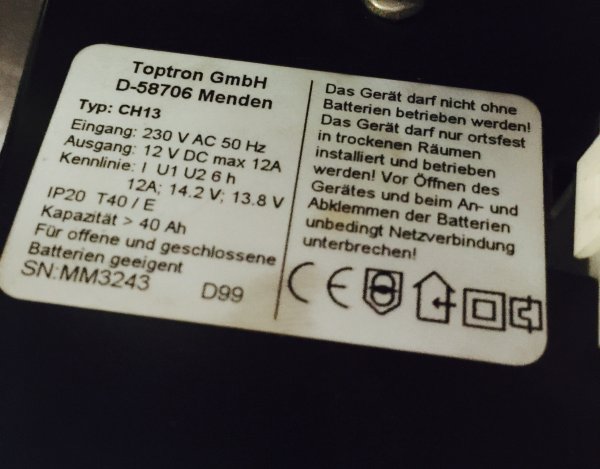 Toptron GmbH
D-58706 Menden
Typ: CH13
Eingang: 230 V AC 50 Hz
Ausgang: 12 V DC max 12A
Kennlinie: I U1 U2 6 h
12A; 14.2 V; 13.8 V
IP20 T40 / E
Kapazität > 40 Ah
Für offene und geschlossene
Batterien geeigent
SN:MM3243 D99
Das Gerät darf nicht ohne
Batterien betrieben werden!
Das Gerät darf nur ortsfest
in trockenen Räumen
installiert und betrieben
werden! Vor Öffnen des
Gerätes und beim An- und
Abklemmen der Batterien
unbedingt Netzverbindung
unterbrechen!
CE